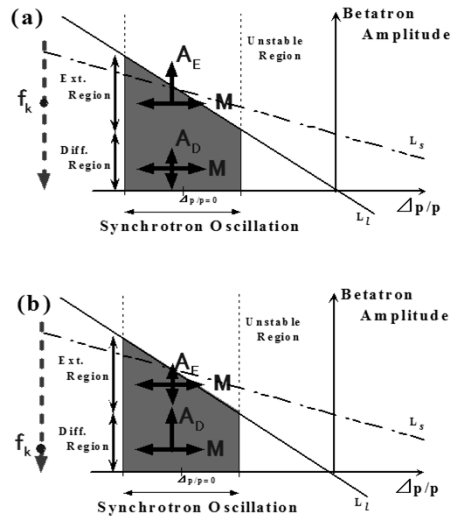 (a)
Betatron
Amplitude
Unstable
Region
A_E
Ext.
Region
f_k
M
L_s
Diff.
Region
A_D
M
Δp/p=0
L_l
Δp/p
Synchrotron Oscillation
(b)
Betatron
Amplitude
Unstable
Region
Ext.
Region
A_E
M
L_s
f_k
Diff.
Region
A_D
M
Δp/p=0
L_l
Δp/p
Synchrotron Oscillation